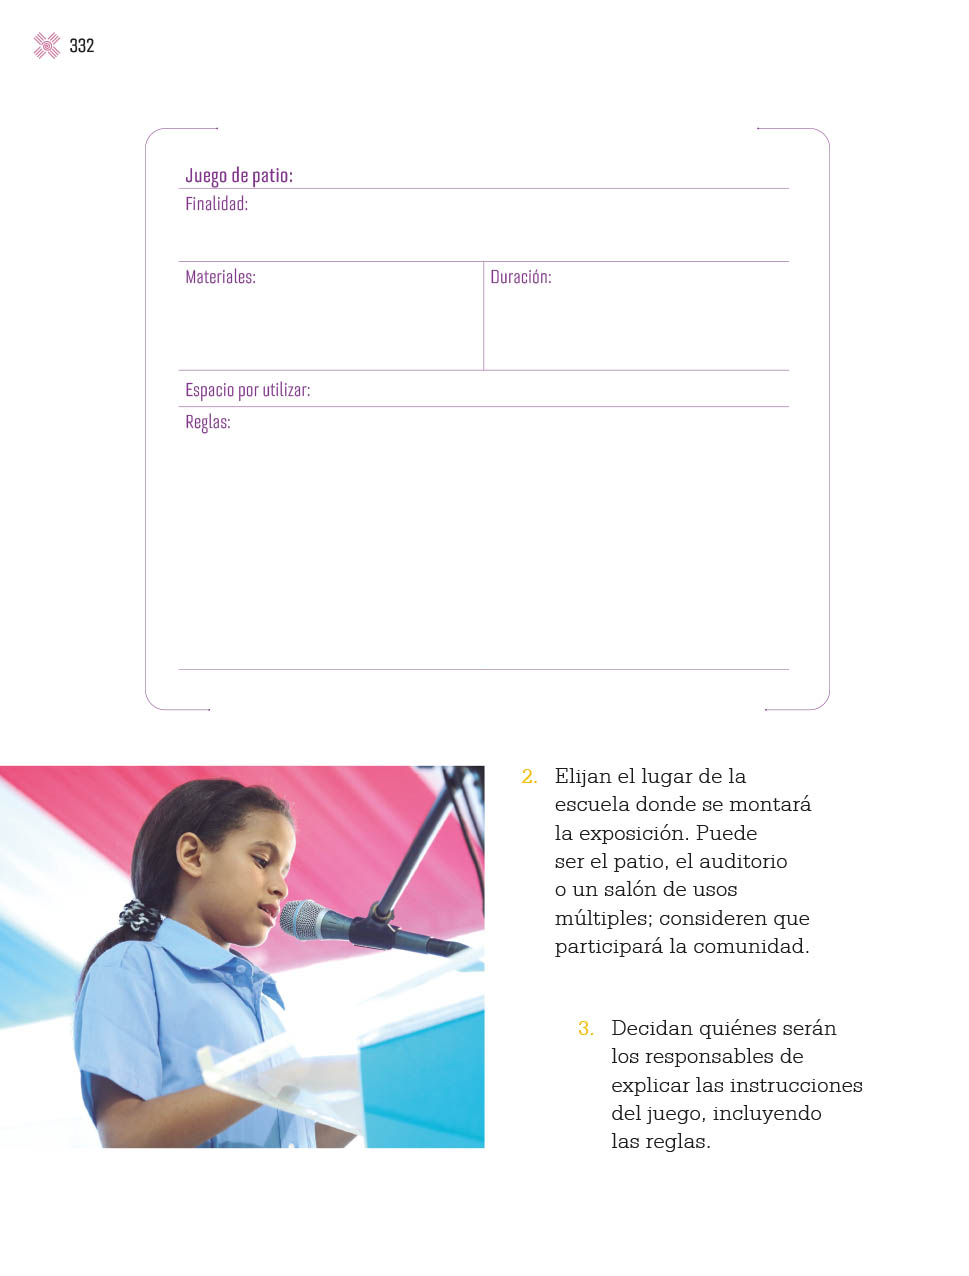 332
Juego de patio:
Finalidad:
Materiales:
Duración:
Espacio por utilizar:
Reglas:
2. Elijan el lugar de la
escuela donde se montará
la exposición. Puede
ser el patio, el auditorio
o un salón de usos
múltiples; consideren que
participará la comunidad.
3. Decidan quiénes serán
los responsables de
explicar las instrucciones
del juego, incluyendo
las reglas.